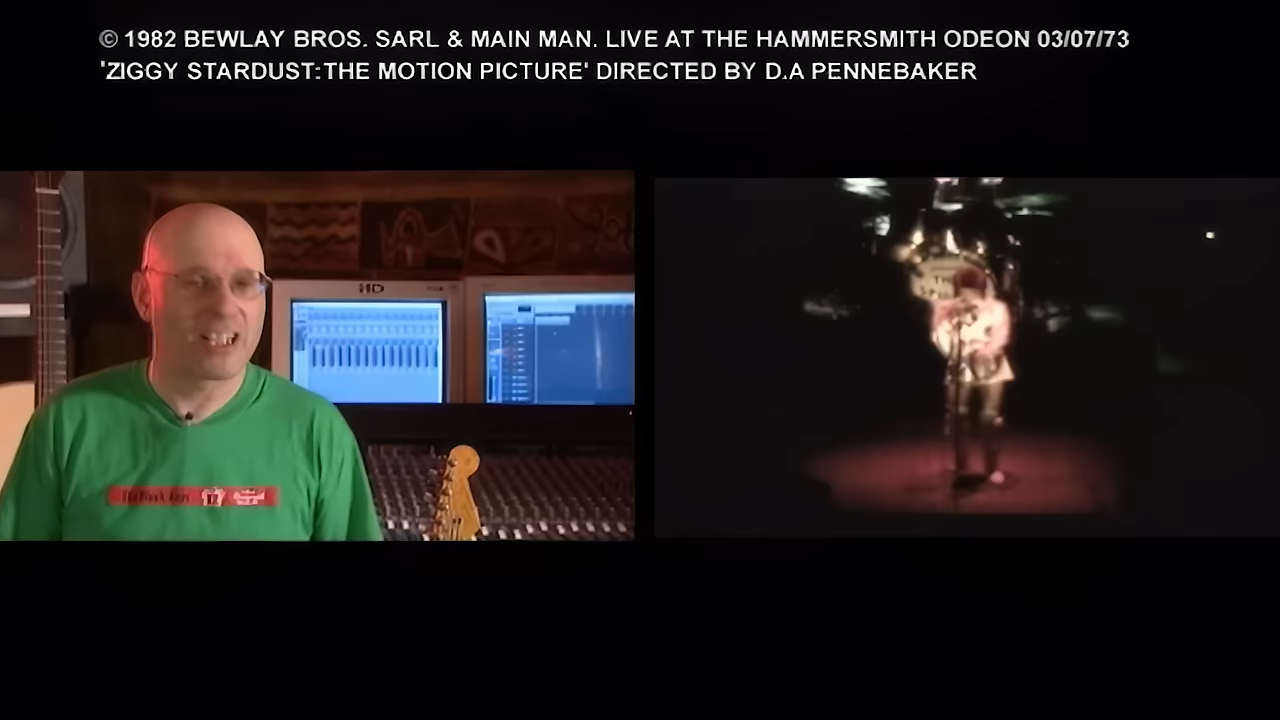 © 1982 BEWLAY BROS. SARL & MAIN MAN. LIVE AT THE HAMMERSMITH ODEON 03/07/73
'ZIGGY STARDUST:THE MOTION PICTURE' DIRECTED BY D.A PENNEBAKER
HD